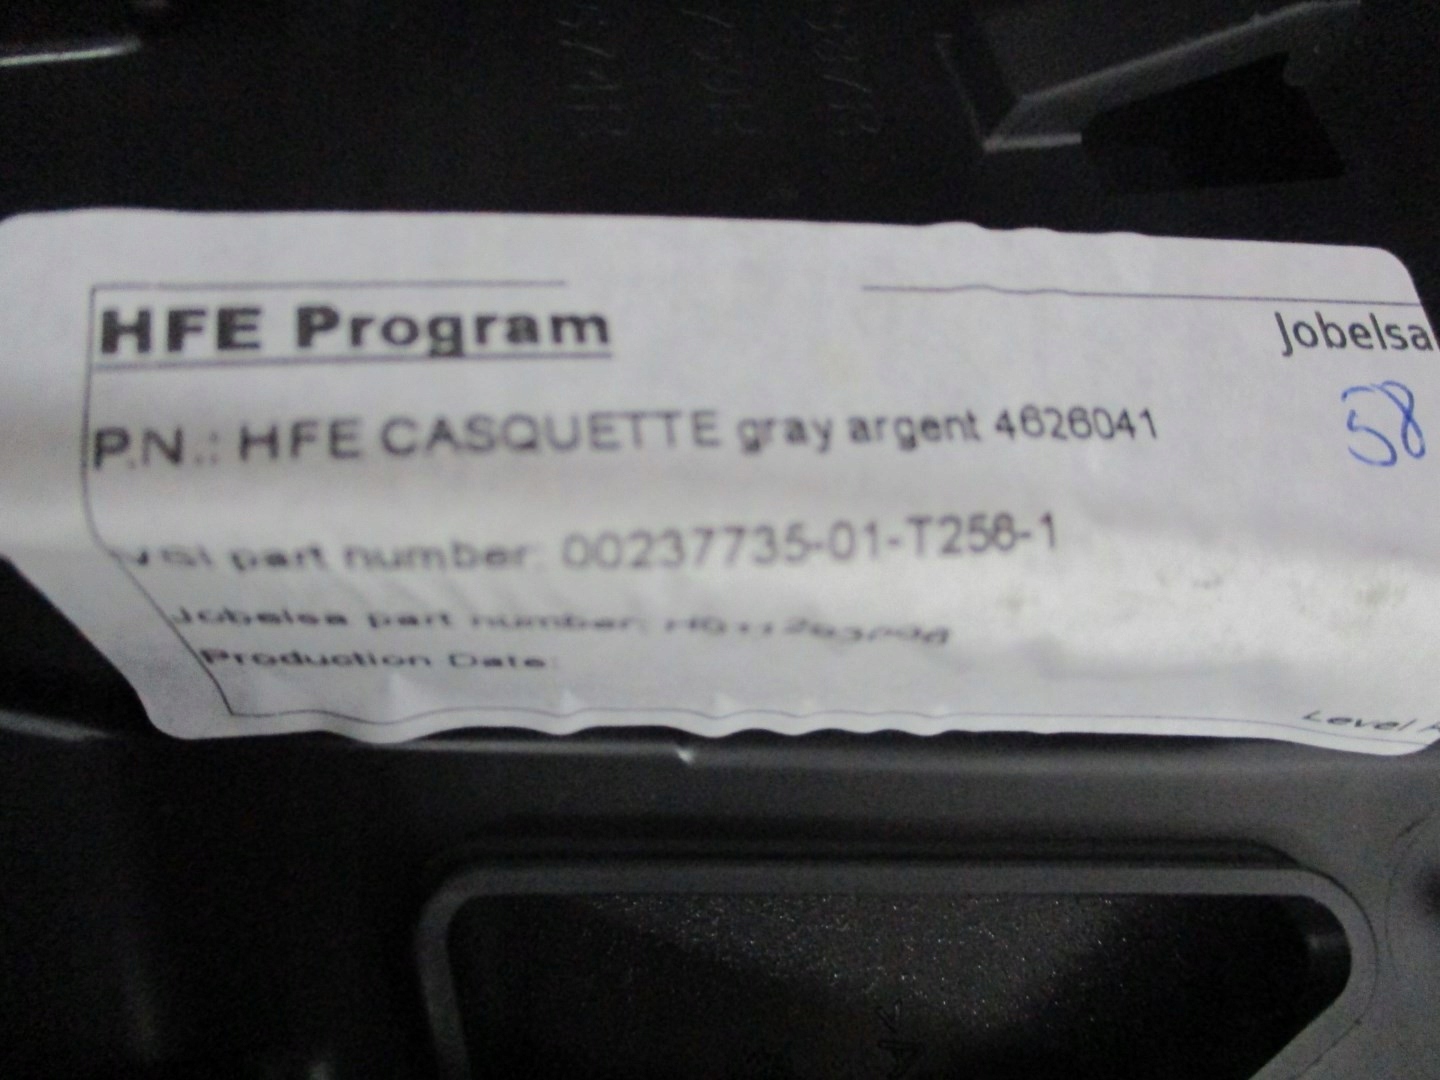 HFE Program
Jobelsa
58
P.N.: HFE CASQUETTE gray argent 4626041
VSI part number: 00237735-01-T258-1
Jobelsa part number:
Production Date:
Level